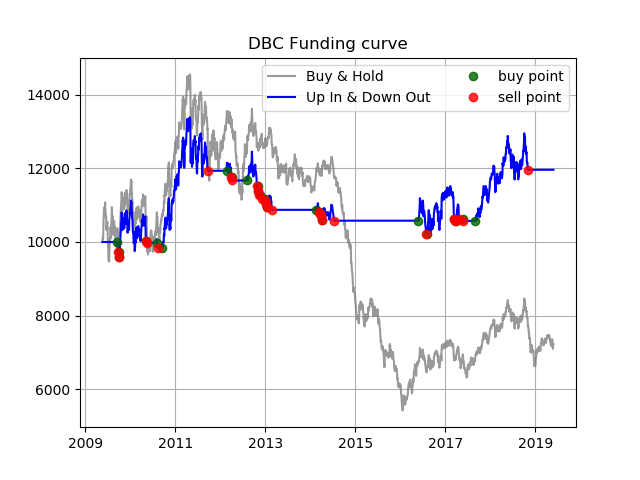 DBC Funding curve
Buy & Hold
Up In & Down Out
buy point
sell point
14000
12000
10000
8000
6000
2009 2011 2013 2015 2017 2019